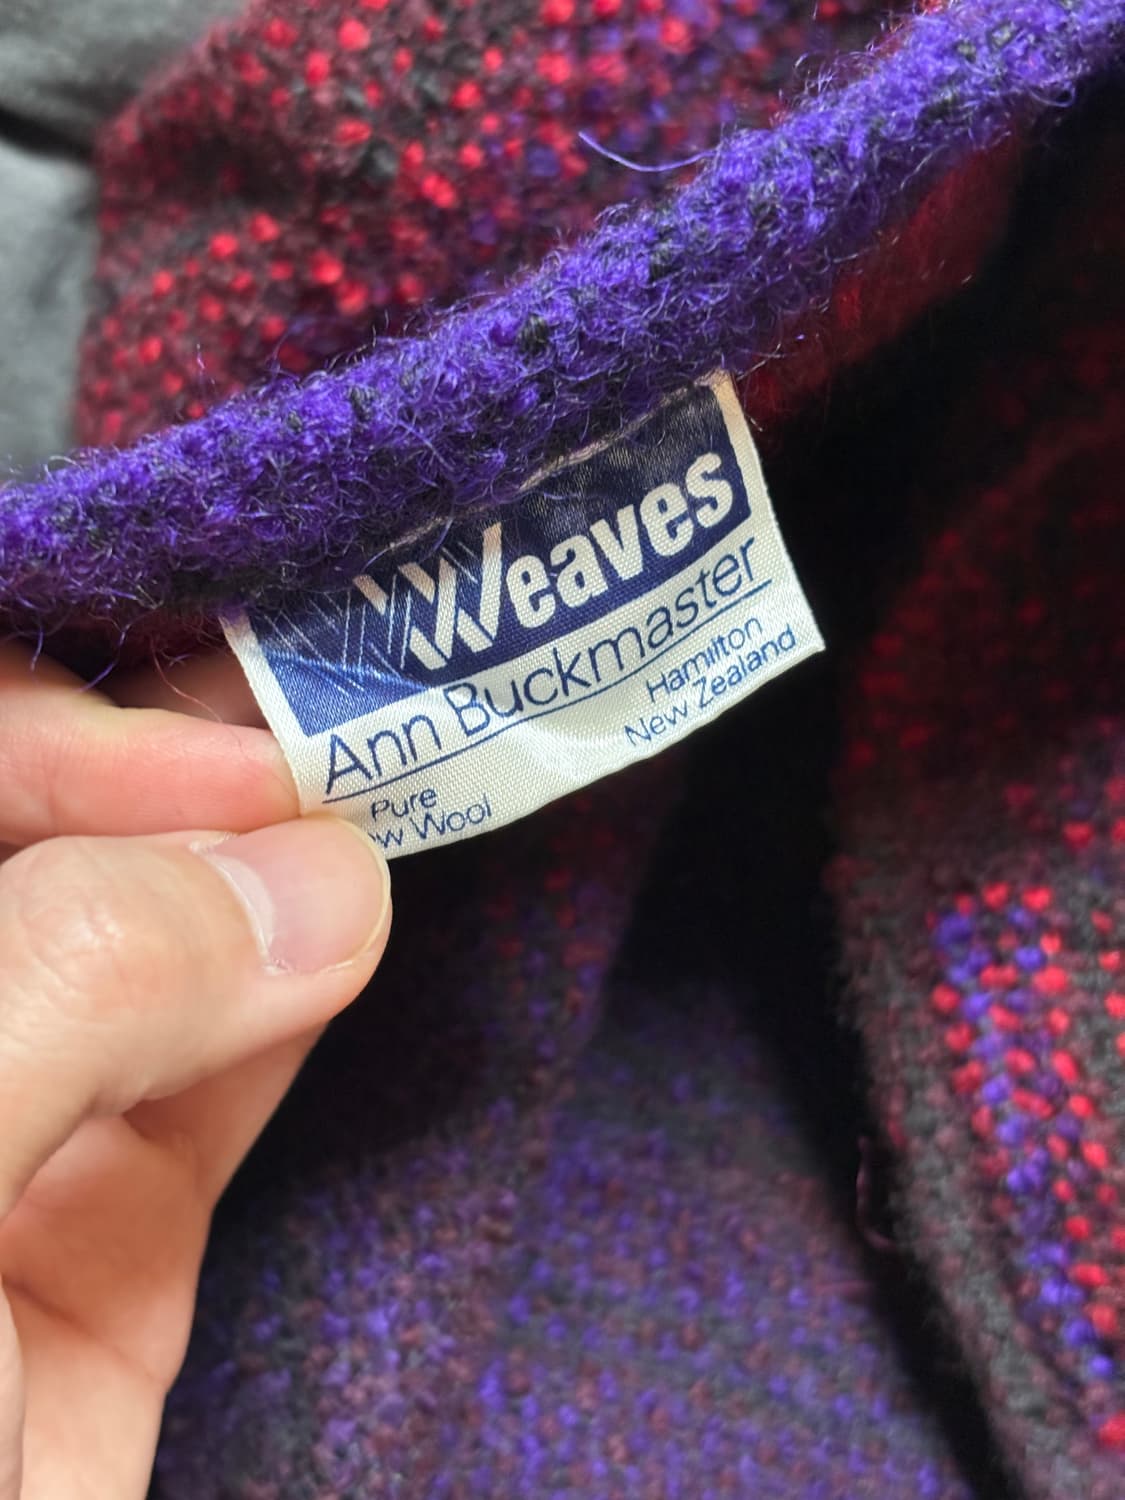 Weaves
Ann Buckmaster
Hamilton
New Zealand
Pure
Wool